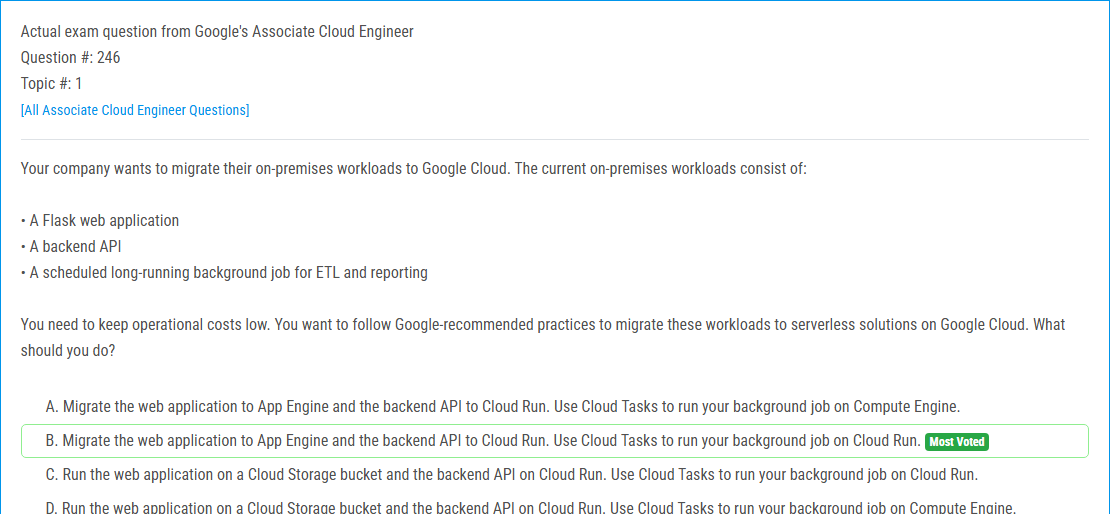 Actual exam question from Google's Associate Cloud Engineer
Question #: 246
Topic #: 1
[All Associate Cloud Engineer Questions]
Your company wants to migrate their on-premises workloads to Google Cloud. The current on-premises workloads consist of:
• A Flask web application
• A backend API
• A scheduled long-running background job for ETL and reporting
You need to keep operational costs low. You want to follow Google-recommended practices to migrate these workloads to serverless solutions on Google Cloud. What
should you do?
A. Migrate the web application to App Engine and the backend API to Cloud Run. Use Cloud Tasks to run your background job on Compute Engine.
B. Migrate the web application to App Engine and the backend API to Cloud Run. Use Cloud Tasks to run your background job on Cloud Run. Most Voted
C. Run the web application on a Cloud Storage bucket and the backend API on Cloud Run. Use Cloud Tasks to run your background job on Cloud Run.
D. Run the web application on a Cloud Storage bucket and the backend API on Cloud Run. Use Cloud Tasks to run your background job on Compute Engine.